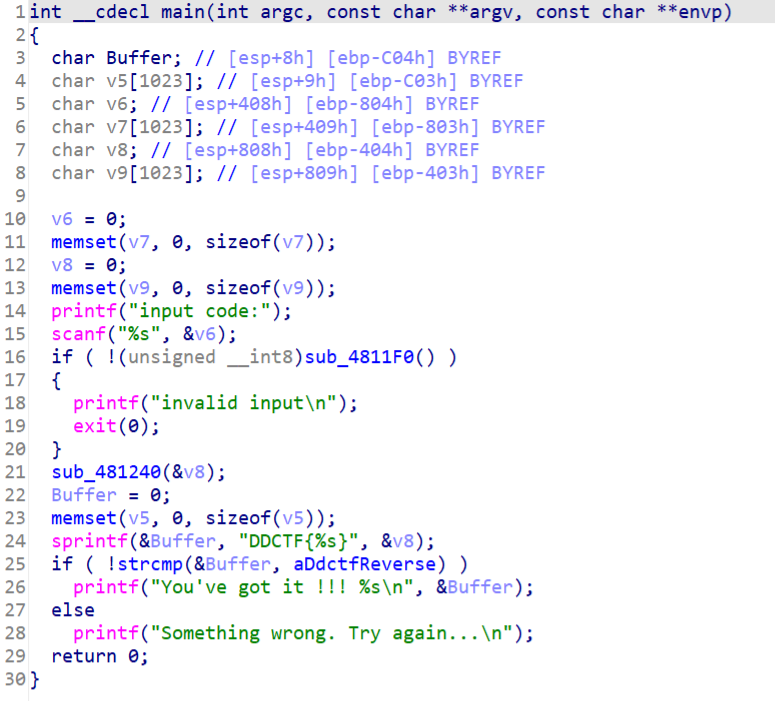 1 int __cdecl main(int argc, const char **argv, const char **envp)
2 {
3   char Buffer; // [esp+8h] [ebp-C04h] BYREF
4   char v5[1023]; // [esp+9h] [ebp-C03h] BYREF
5   char v6; // [esp+408h] [ebp-804h] BYREF
6   char v7[1023]; // [esp+409h] [ebp-803h] BYREF
7   char v8; // [esp+808h] [ebp-404h] BYREF
8   char v9[1023]; // [esp+809h] [ebp-403h] BYREF
9
10   v6 = 0;
11   memset(v7, 0, sizeof(v7));
12   v8 = 0;
13   memset(v9, 0, sizeof(v9));
14   printf("input code:");
15   scanf("%s", &v6);
16   if ( !(unsigned __int8)sub_4811F0() )
17   {
18     printf("invalid input\n");
19     exit(0);
20   }
21   sub_481240(&v8);
22   Buffer = 0;
23   memset(v5, 0, sizeof(v5));
24   sprintf(&Buffer, "DDCTF{%s}", &v8);
25   if ( !strcmp(&Buffer, aDdctfReverse) )
26     printf("You've got it !!! %s\n", &Buffer);
27   else
28     printf("Something wrong. Try again...\n");
29   return 0;
30 }